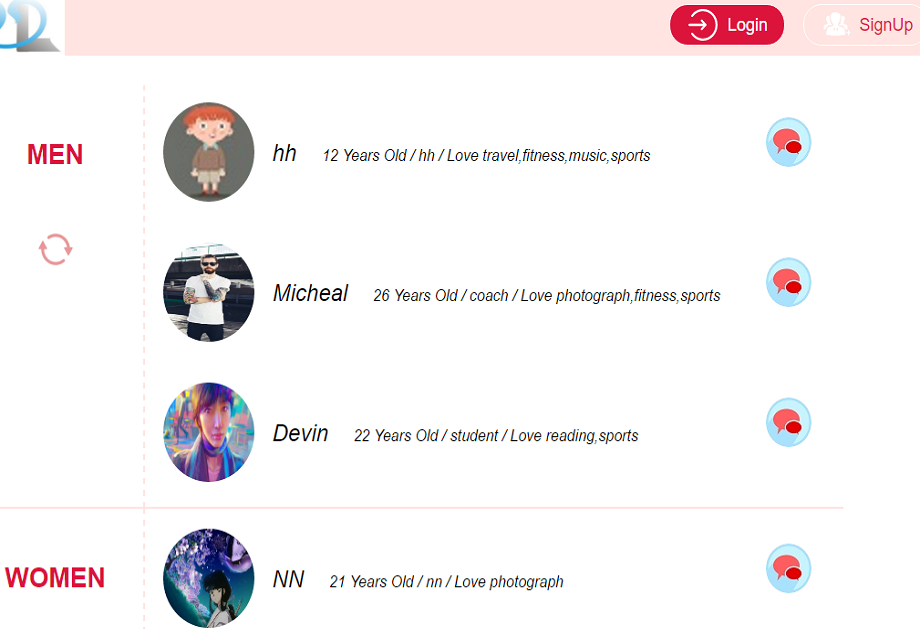 Login
SignUp
MEN
hh 12 Years Old / hh / Love travel,fitness,music,sports
Micheal 26 Years Old / coach / Love photograph,fitness,sports
Devin 22 Years Old / student / Love reading,sports
WOMEN
NN 21 Years Old / nn / Love photograph